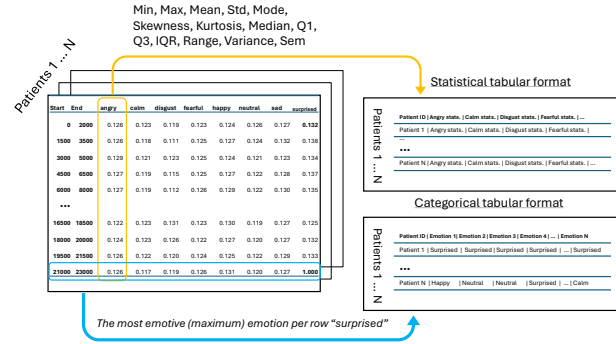 Min, Max, Mean, Std, Mode,
Skewness, Kurtosis, Median, Q1,
Q3, IQR, Range, Variance, Sem
Patients 1 ... N
Start End angry calm disgust fearful happy neutral sad surprised
0 2000 0.126 0.123 0.119 0.123 0.124 0.126 0.127 0.132
1500 3500 0.126 0.118 0.111 0.125 0.127 0.124 0.132 0.138
3000 5000 0.129 0.121 0.123 0.125 0.124 0.121 0.123 0.134
4500 6500 0.127 0.119 0.115 0.125 0.127 0.122 0.128 0.137
6000 8000 0.127 0.119 0.112 0.126 0.129 0.122 0.130 0.135
...
16500 18500 0.122 0.123 0.131 0.123 0.130 0.119 0.127 0.125
18000 20000 0.124 0.123 0.126 0.122 0.127 0.120 0.127 0.132
19500 21500 0.126 0.122 0.120 0.124 0.125 0.122 0.129 0.133
21000 23000 0.126 0.117 0.119 0.126 0.131 0.120 0.127 1.000
The most emotive (maximum) emotion per row “surprised”
Statistical tabular format
Patients 1 ... N
Patient ID | Angry stats. | Calm stats. | Disgust stats. | Fearful stats. | ...
Patient 1 | Angry stats. | Calm stats. | Disgust stats. | Fearful stats. |
...
...
Patient N | Angry stats. | Calm stats. | Disgust stats. | Fearful stats. | ...
Categorical tabular format
Patients 1 ... N
Patient ID | Emotion 1| Emotion 2 | Emotion 3 | Emotion 4 | ... | Emotion N
Patient 1 | Surprised | Surprised | Surprised | Surprised | ... | Surprised
...
Patient N | Happy | Neutral | Neutral | Surprised | ... | Calm